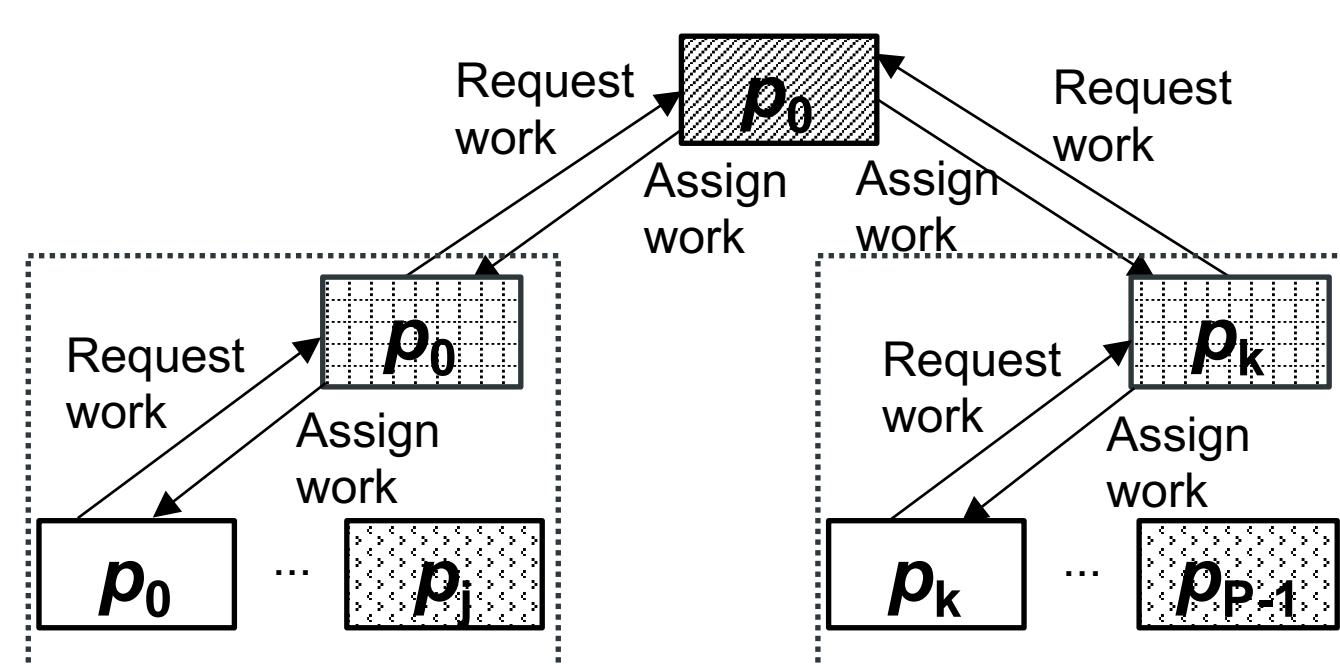 p0
Request
work
Request
work
Assign
work
Assign
work
p0
pk
Request
work
Assign
work
Request
work
Assign
work
p0
...
pj
pk
...
pP-1